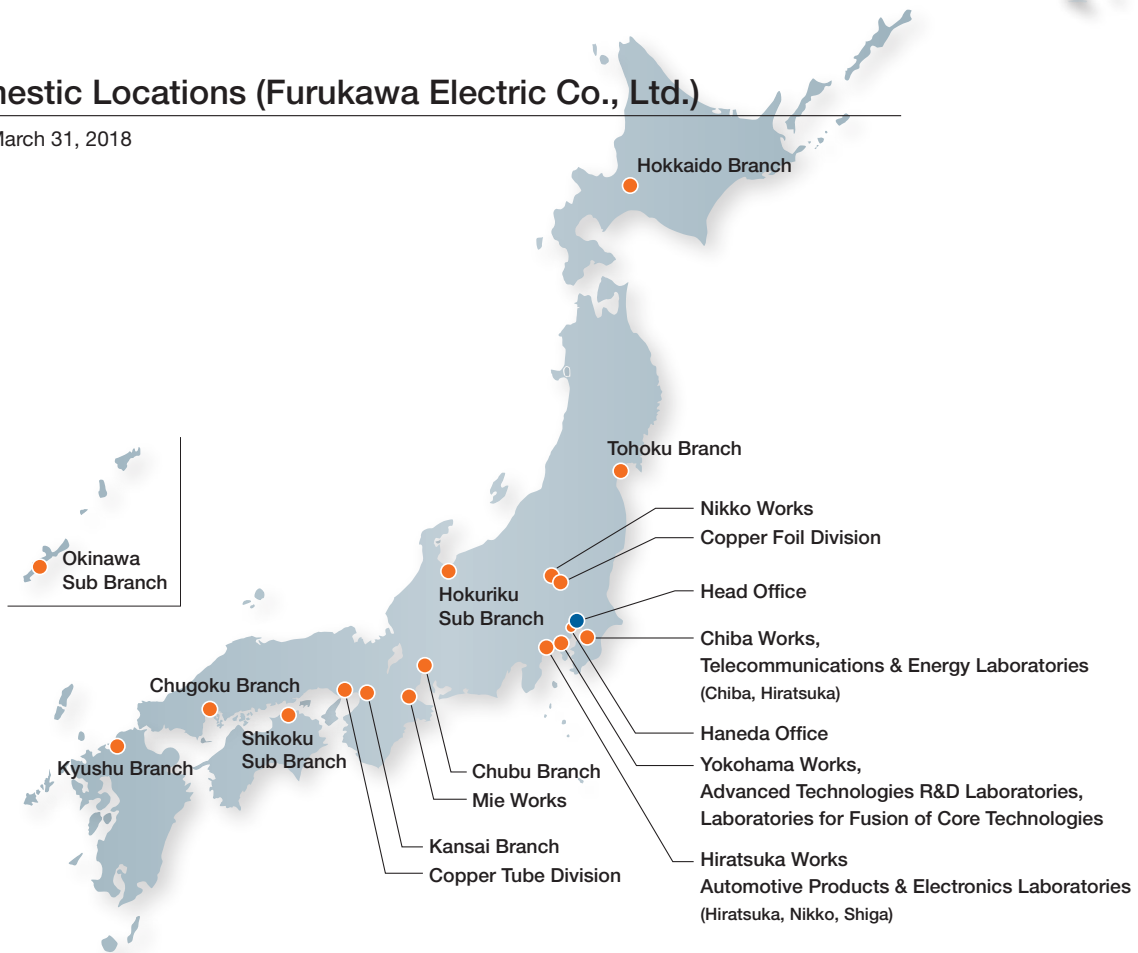 nestic Locations (Furukawa Electric Co., Ltd.)
March 31, 2018
Hokkaido Branch
Tohoku Branch
Nikko Works
Copper Foil Division
Okinawa
Sub Branch
Hokuriku
Sub Branch
Head Office
Chiba Works,
Telecommunications & Energy Laboratories
(Chiba, Hiratsuka)
Chugoku Branch
Shikoku
Sub Branch
Kyushu Branch
Haneda Office
Chubu Branch
Mie Works
Yokohama Works,
Advanced Technologies R&D Laboratories,
Laboratories for Fusion of Core Technologies
Kansai Branch
Copper Tube Division
Hiratsuka Works
Automotive Products & Electronics Laboratories
(Hiratsuka, Nikko, Shiga)